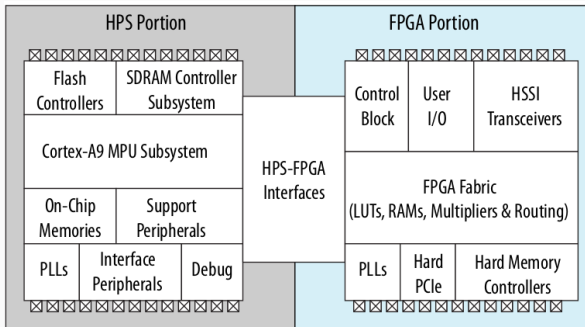 HPS Portion
FPGA Portion
Flash
Controllers
SDRAM Controller
Subsystem
Cortex-A9 MPU Subsystem
On-Chip
Memories
Support
Peripherals
PLLs
Interface
Peripherals
Debug
HPS-FPGA
Interfaces
Control
Block
User
I/O
HSSI
Transceivers
FPGA Fabric
(LUTs, RAMs, Multipliers & Routing)
PLLs
Hard
PCIe
Hard Memory
Controllers